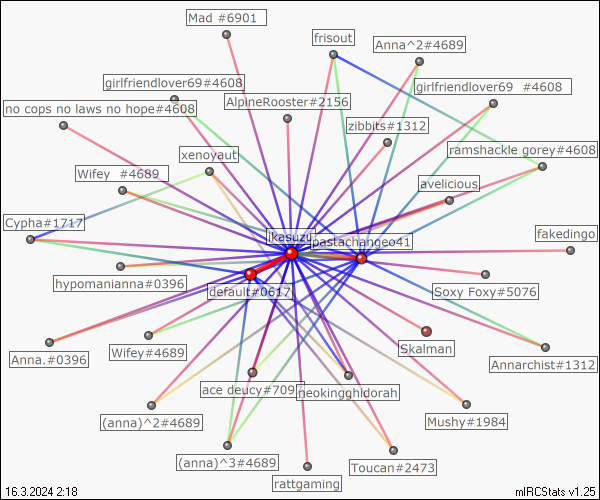 Mad #6901
frisout
Anna^2#4689
girlfriendlover69#4608
girlfriendlover69 #4608
no cops no laws no hope#4608
AlpineRooster#2156
zibbits#1312
xenoyaut
ramshackle gorey#4608
Wifey #4689
avelicious
Cypha#1717
ikasuzu
pastachangeo41
fakedingo
hypomanianna#0396
default#0617
Soxy Foxy#5076
Anna.#0396
Wifey#4689
Skalman
Annarchist#1312
ace deucy#709
neokingghidorah
(anna)^2#4689
Mushy#1984
(anna)^3#4689
Toucan#2473
rattgaming
16.3.2024 2:18
mIRCStats v1.25